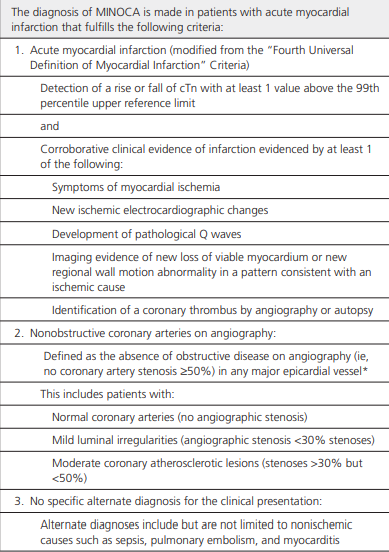 The diagnosis of MINOCA is made in patients with acute myocardial
infarction that fulfills the following criteria:
1. Acute myocardial infarction (modified from the “Fourth Universal
Definition of Myocardial Infarction” Criteria)
Detection of a rise or fall of cTn with at least 1 value above the 99th
percentile upper reference limit
and
Corroborative clinical evidence of infarction evidenced by at least 1
of the following:
Symptoms of myocardial ischemia
New ischemic electrocardiographic changes
Development of pathological Q waves
Imaging evidence of new loss of viable myocardium or new
regional wall motion abnormality in a pattern consistent with an
ischemic cause
Identification of a coronary thrombus by angiography or autopsy
2. Nonobstructive coronary arteries on angiography:
Defined as the absence of obstructive disease on angiography (ie,
no coronary artery stenosis ≥50%) in any major epicardial vessel*
This includes patients with:
Normal coronary arteries (no angiographic stenosis)
Mild luminal irregularities (angiographic stenosis <30% stenoses)
Moderate coronary atherosclerotic lesions (stenoses >30% but
<50%)
3. No specific alternate diagnosis for the clinical presentation:
Alternate diagnoses include but are not limited to nonischemic
causes such as sepsis, pulmonary embolism, and myocarditis